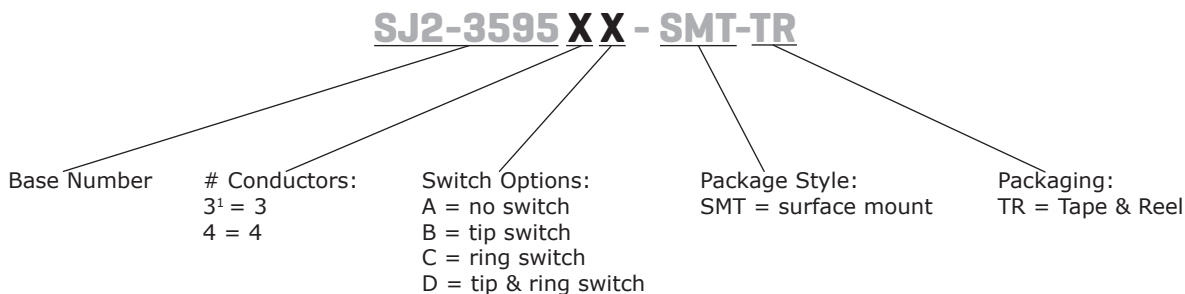 SJ2-3595 X X - SMT-TR
Base Number
# Conductors:
3¹ = 3
4 = 4
Switch Options:
A = no switch
B = tip switch
C = ring switch
D = tip & ring switch
Package Style:
SMT = surface mount
Packaging:
TR = Tape & Reel